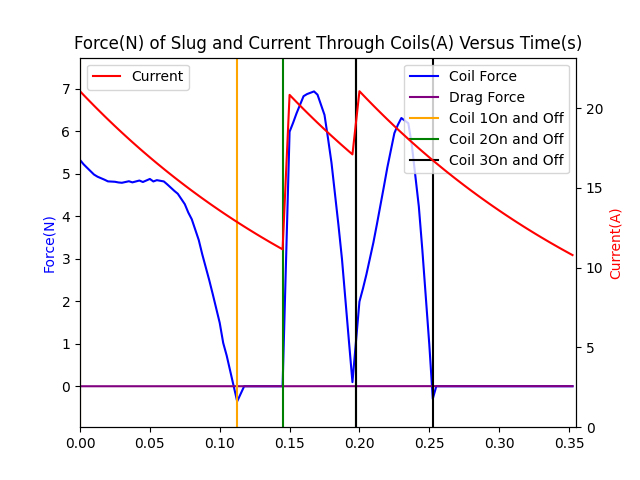 Force(N) of Slug and Current Through Coils(A) Versus Time(s)
Current
Coil Force
Drag Force
Coil 1On and Off
Coil 2On and Off
Coil 3On and Off
Force(N)
7
6
5
4
3
2
1
0
Current(A)
20
15
10
5
0
0.00 0.05 0.10 0.15 0.20 0.25 0.30 0.35